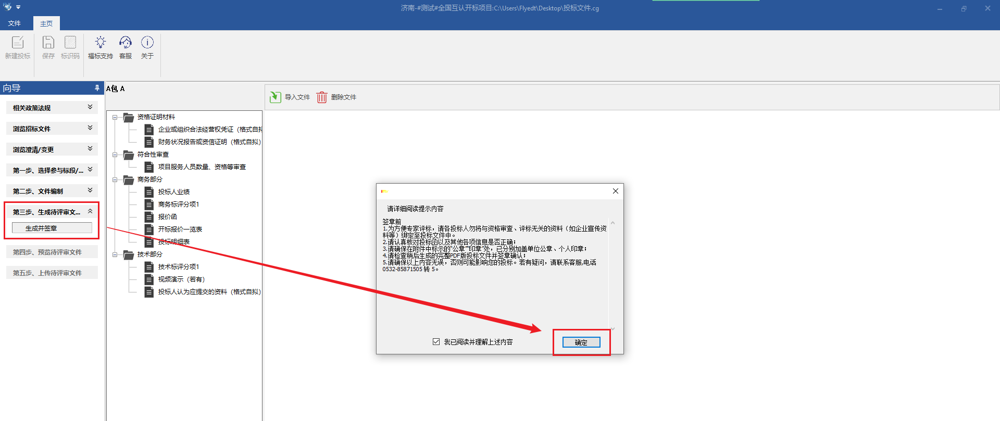 济南-#测试#全国互认开标项目:C:\Users\Flyedt\Desktop\投标文件.cg
文件 主页
新建投标 保存 标识码 福标支持 客服 关于
向导
相关政策法规
浏览招标文件
浏览澄清/变更
第一步、选择参与标段/...
第二步、文件编制
第三步、生成待评审文...
生成并签章
第四步、预览待评审文件
第五步、上传待评审文件
A包 A
资格证明材料
企业或组织合法经营权凭证（格式自拟
财务状况报告或资信证明（格式自拟）
符合性审查
项目服务人员数量、资格等审查
商务部分
投标人业绩
商务标评分项1
报价函
开标报价一览表
投标明细表
技术部分
技术标评分项1
视频演示（若有）
投标人认为应提交的资料（格式自拟）
导入文件 删除文件
请详细阅读提示内容
签章前
1.为方便专家评标，请各投标人勿将与资格审查、评标无关的资料（如企业宣传资
料等）绑定至投标文件中。
2.请认真核对投标函以及其他各项信息是否正确；
3.请确保在附件中标示的“公章”“印章”处，已分别加盖单位公章、个人印章；
4.请检查稍后生成的完整PDF版投标文件并签章确认；
5.请确保以上内容无误，否则可能影响您的投标。若有疑问，请联系客服,电话
0532-85871505 转 5。
我已阅读并理解上述内容
确定